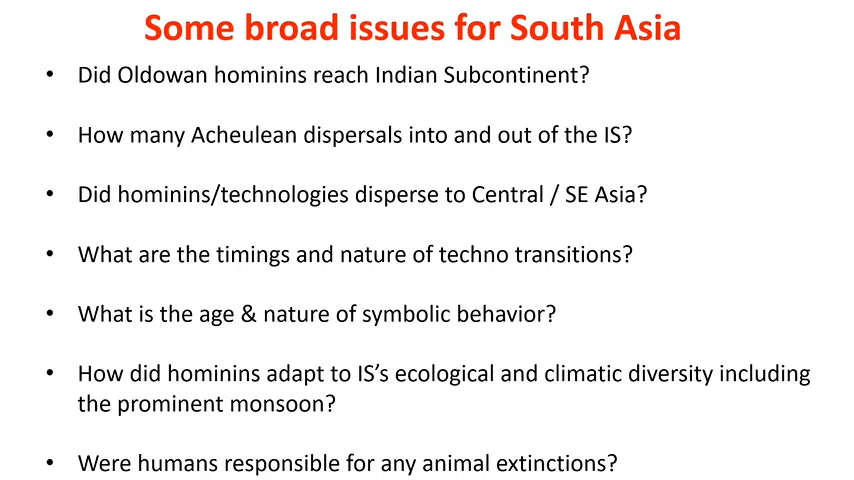 Some broad issues for South Asia
• Did Oldowan hominins reach Indian Subcontinent?
• How many Acheulean dispersals into and out of the IS?
• Did hominins/technologies disperse to Central / SE Asia?
• What are the timings and nature of techno transitions?
• What is the age & nature of symbolic behavior?
• How did hominins adapt to IS’s ecological and climatic diversity including
the prominent monsoon?
• Were humans responsible for any animal extinctions?